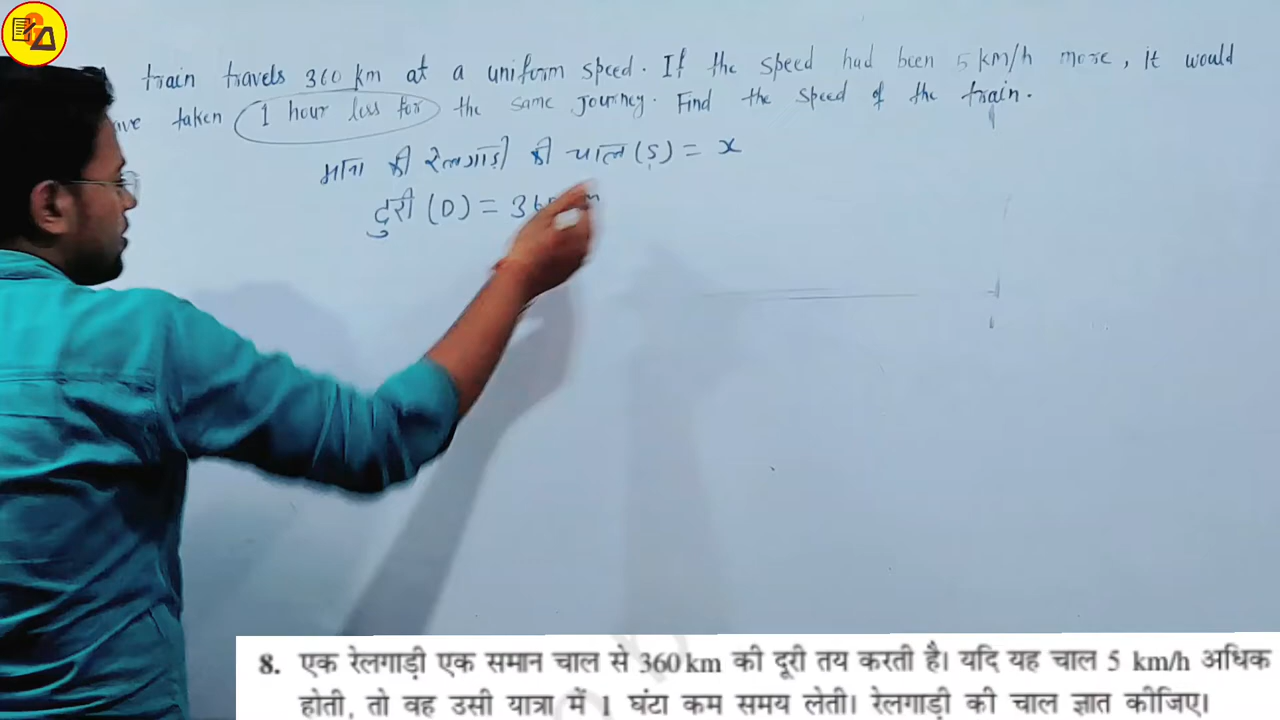 train travels 360 km at a uniform speed. If the speed had been 5 km/h more, it would
taken 1 hour less for the same journey. Find the speed of the train.
माना की रेलगाड़ी की चाल (S) = x
दुरी (D) = 36
8. एक रेलगाड़ी एक समान चाल से 360 km की दूरी तय करती है। यदि यह चाल 5 km/h अधिक
होती, तो वह उसी यात्रा में 1 घंटा कम समय लेती। रेलगाड़ी की चाल ज्ञात कीजिए।